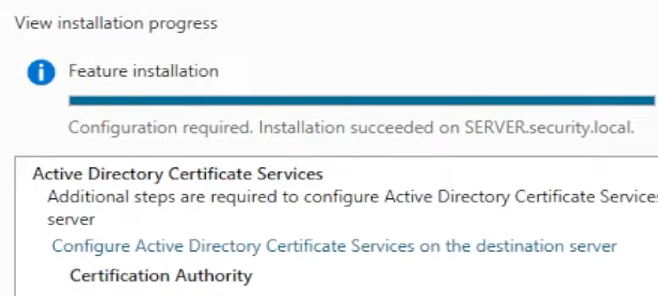 View installation progress
Feature installation
Configuration required. Installation succeeded on SERVER.security.local.
Active Directory Certificate Services
Additional steps are required to configure Active Directory Certificate Services
server
Configure Active Directory Certificate Services on the destination server
Certification Authority